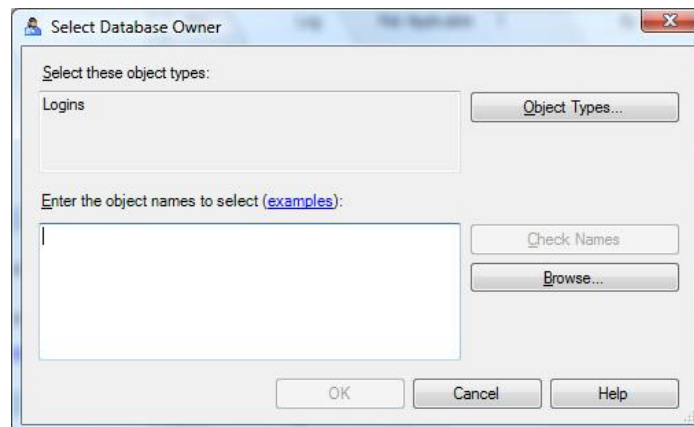 Select Database Owner
Select these object types:
Logins
Object Types...
Enter the object names to select (examples):
Check Names
Browse...
OK
Cancel
Help